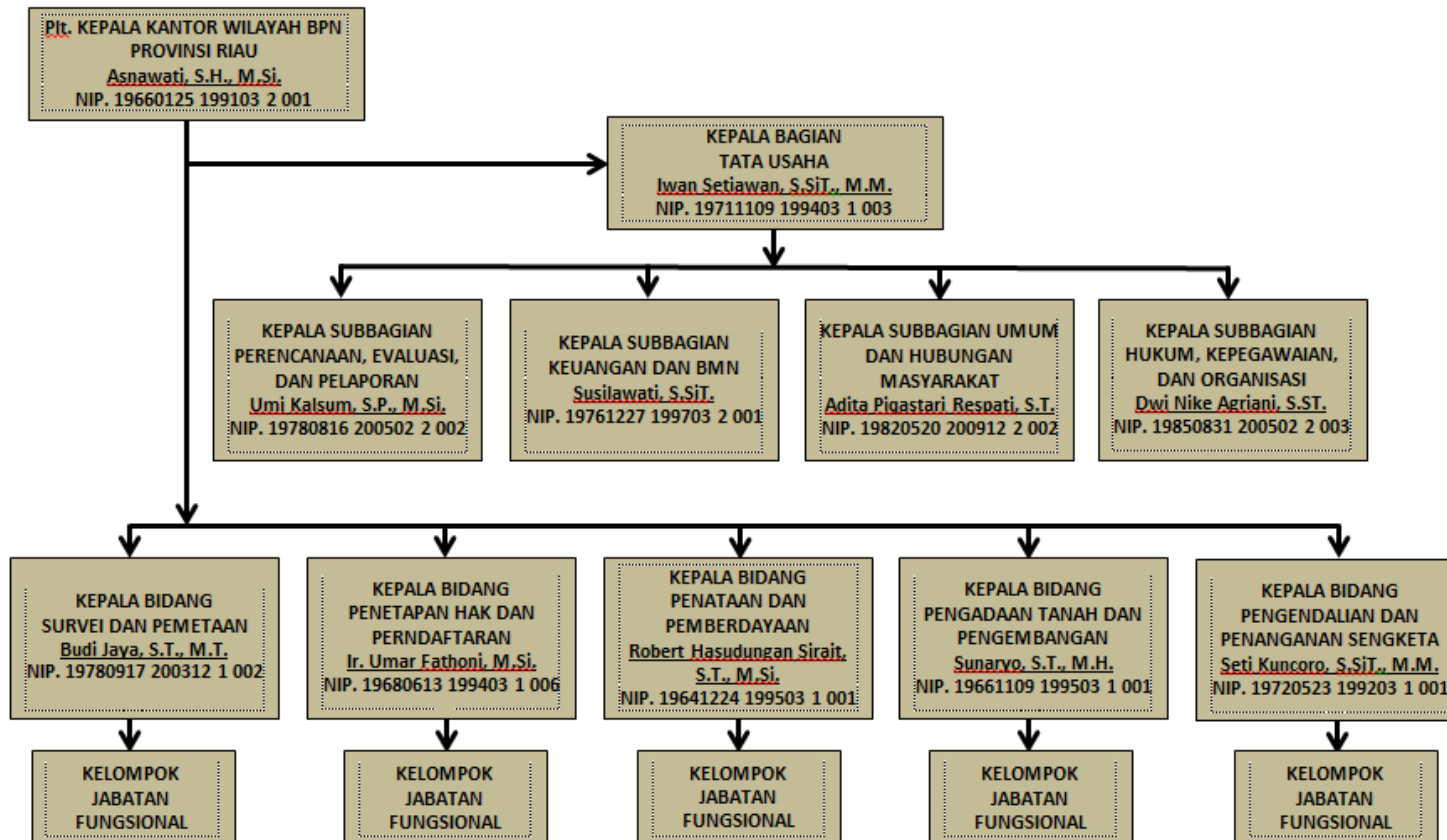 Plt. KEPALA KANTOR WILAYAH BPN
PROVINSI RIAU
Asnawati, S.H., M.Si.
NIP. 19660125 199103 2 001
KEPALA BAGIAN
TATA USAHA
Iwan Setiawan, S.SiT., M.M.
NIP. 19711109 199403 1 003
KEPALA SUBBAGIAN
PERENCANAAN, EVALUASI,
DAN PELAPORAN
Umi Kalsum, S.P., M.Si.
NIP. 19780816 200502 2 002
KEPALA SUBBAGIAN
KEUANGAN DAN BMN
Susilawati, S.SiT.
NIP. 19761227 199703 2 001
KEPALA SUBBAGIAN UMUM
DAN HUBUNGAN
MASYARAKAT
Adita Pigastari Respati, S.T.
NIP. 19820520 200912 2 002
KEPALA SUBBAGIAN
HUKUM, KEPEGAWAIAN,
DAN ORGANISASI
Dwi Nike Agriani, S.ST.
NIP. 19850831 200502 2 003
KEPALA BIDANG
SURVEI DAN PEMETAAN
Budi Jaya, S.T., M.T.
NIP. 19780917 200312 1 002
KEPALA BIDANG
PENETAPAN HAK DAN
PERNDAFTARAN
Ir. Umar Fathoni, M.Si.
NIP. 19680613 199403 1 006
KEPALA BIDANG
PENATAAN DAN
PEMBERDAYAAN
Robert Hasudungan Sirait,
S.T., M.Si.
NIP. 19641224 199503 1 001
KEPALA BIDANG
PENGADAAN TANAH DAN
PENGEMBANGAN
Sunaryo, S.T., M.H.
NIP. 19661109 199503 1 001
KEPALA BIDANG
PENGENDALIAN DAN
PENANGANAN SENGKETA
Seti Kuncoro, S.SiT., M.M.
NIP. 19720523 199203 1 001
KELOMPOK
JABATAN
FUNGSIONAL
KELOMPOK
JABATAN
FUNGSIONAL
KELOMPOK
JABATAN
FUNGSIONAL
KELOMPOK
JABATAN
FUNGSIONAL
KELOMPOK
JABATAN
FUNGSIONAL